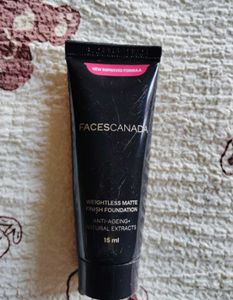 NEW IMPROVED FORMULA
FACESCANADA
WEIGHTLESS MATTE
FINISH FOUNDATION
ANTI-AGEING+
NATURAL EXTRACTS
15 ml